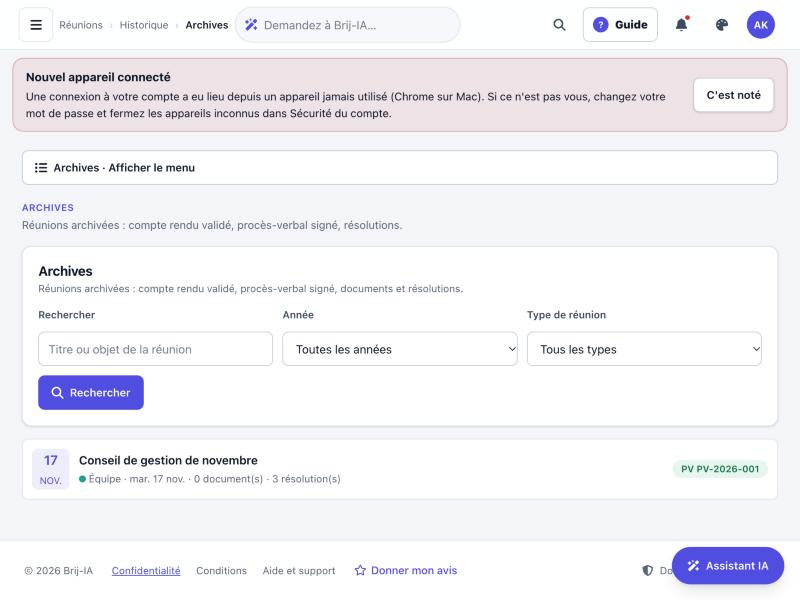 Réunions › Historique › Archives
Demandez à Brij-IA...
? Guide
AK
Nouvel appareil connecté
Une connexion à votre compte a eu lieu depuis un appareil jamais utilisé (Chrome sur Mac). Si ce n'est pas vous, changez votre
mot de passe et fermez les appareils inconnus dans Sécurité du compte.
C'est noté
Archives · Afficher le menu
ARCHIVES
Réunions archivées : compte rendu validé, procès-verbal signé, résolutions.
Archives
Réunions archivées : compte rendu validé, procès-verbal signé, documents et résolutions.
Rechercher
Année
Type de réunion
Titre ou objet de la réunion
Toutes les années
Tous les types
Rechercher
17
NOV.
Conseil de gestion de novembre
Équipe · mar. 17 nov. · 0 document(s) · 3 résolution(s)
PV PV-2026-001
© 2026 Brij-IA
Confidentialité
Conditions
Aide et support
Donner mon avis
Assistant IA